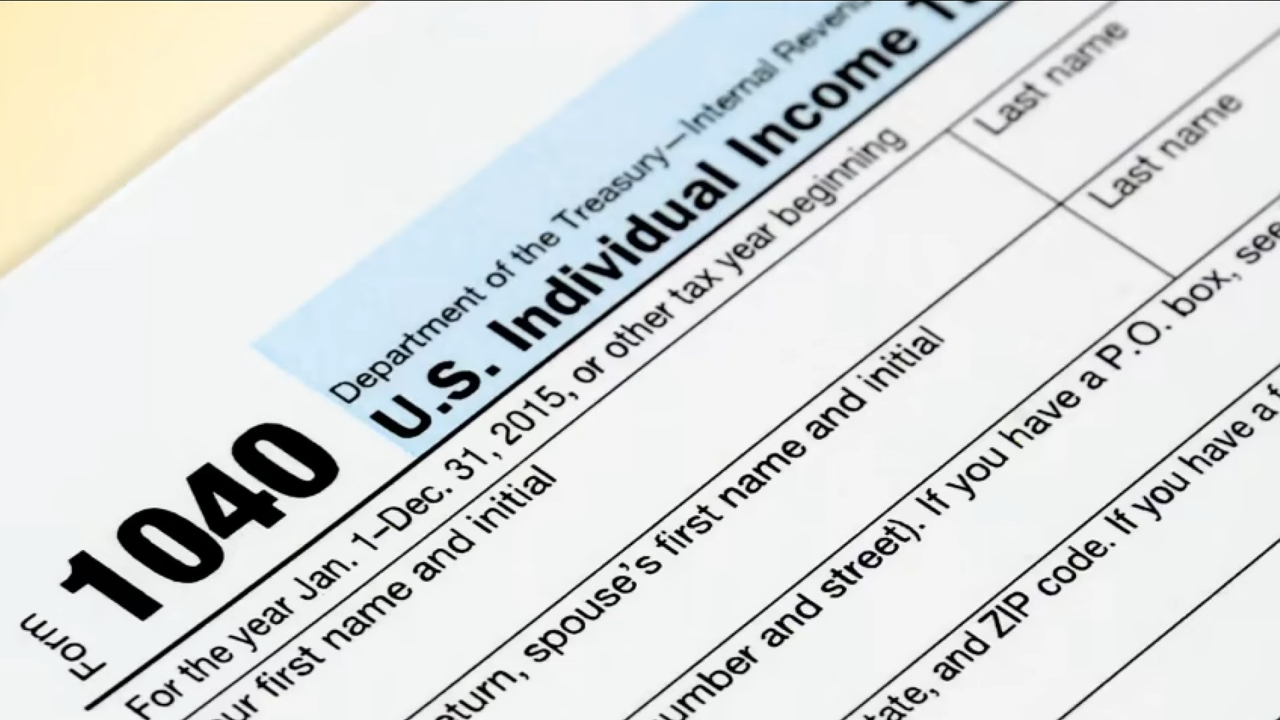 Form 1040
Department of the Treasury—Internal Revenu
U.S. Individual Income
For the year Jan. 1–Dec. 31, 2015, or other tax year beginning
ur first name and initial
Last name
eturn, spouse's first name and initial
Last name
umber and street). If you have a P.O. box, see
tate, and ZIP code. If you have a f